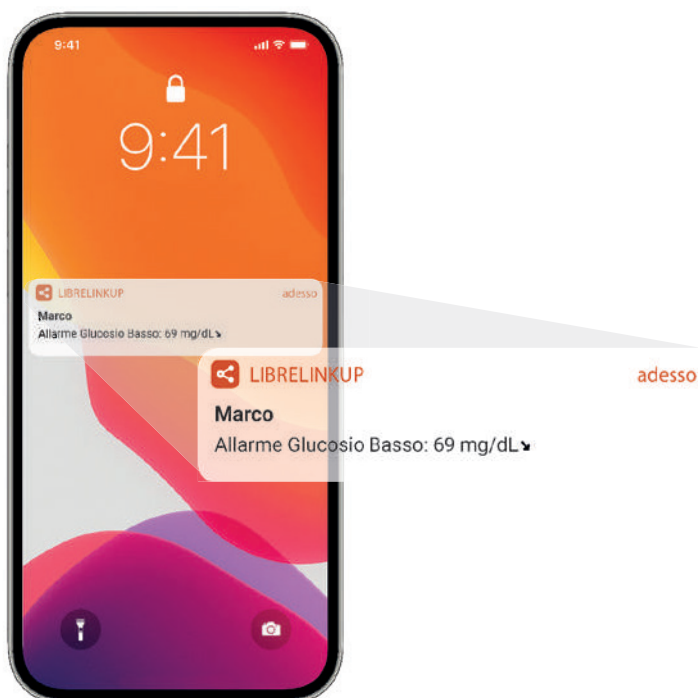 9:41
9:41
LIBRELINKUP adesso
Marco
Allarme Glucosio Basso: 69 mg/dL➘
LIBRELINKUP adesso
Marco
Allarme Glucosio Basso: 69 mg/dL➘